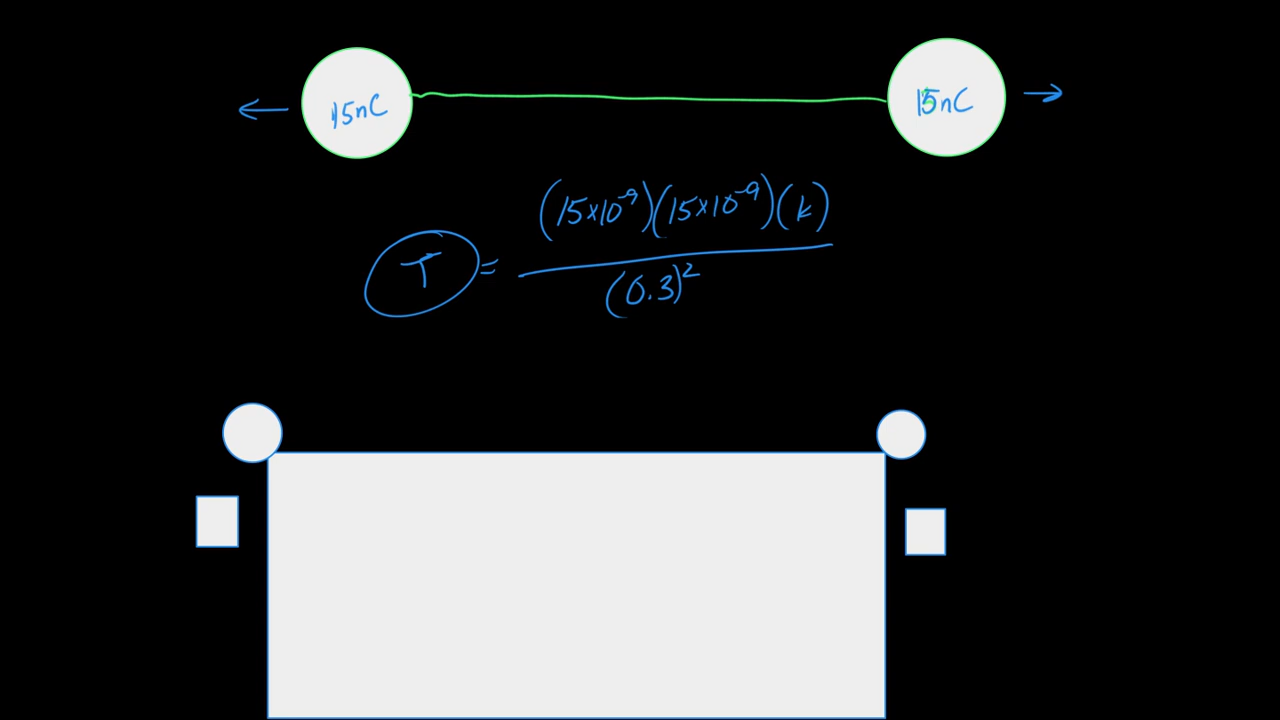 15nC 15nC
T = (15×10⁻⁹)(15×10⁻⁹)(k)
(0.3)²